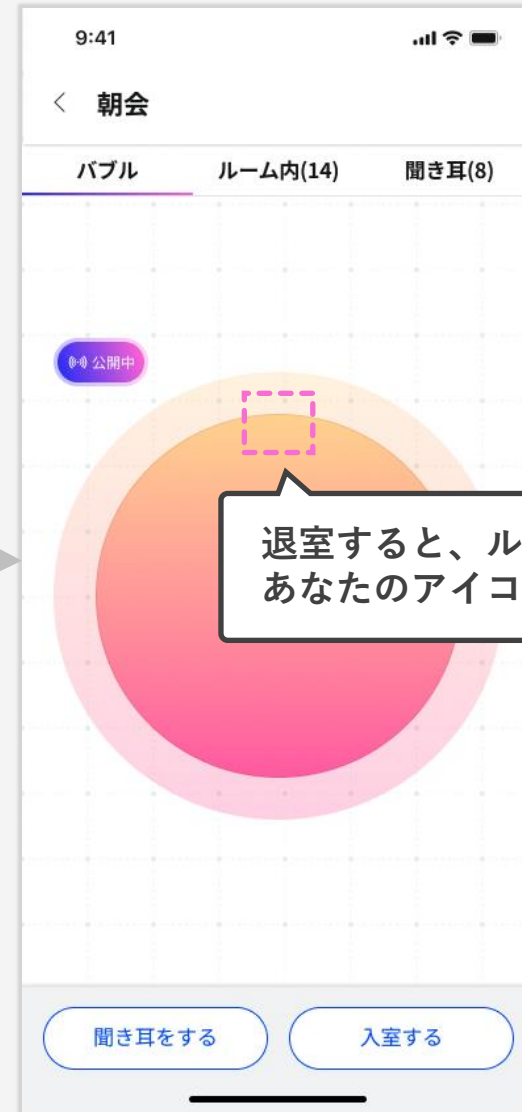 9:41
朝会
バブル
ルーム内(14)
聞き耳(8)
公開中
退室すると、ル
あなたのアイコ
聞き耳をする
入室する